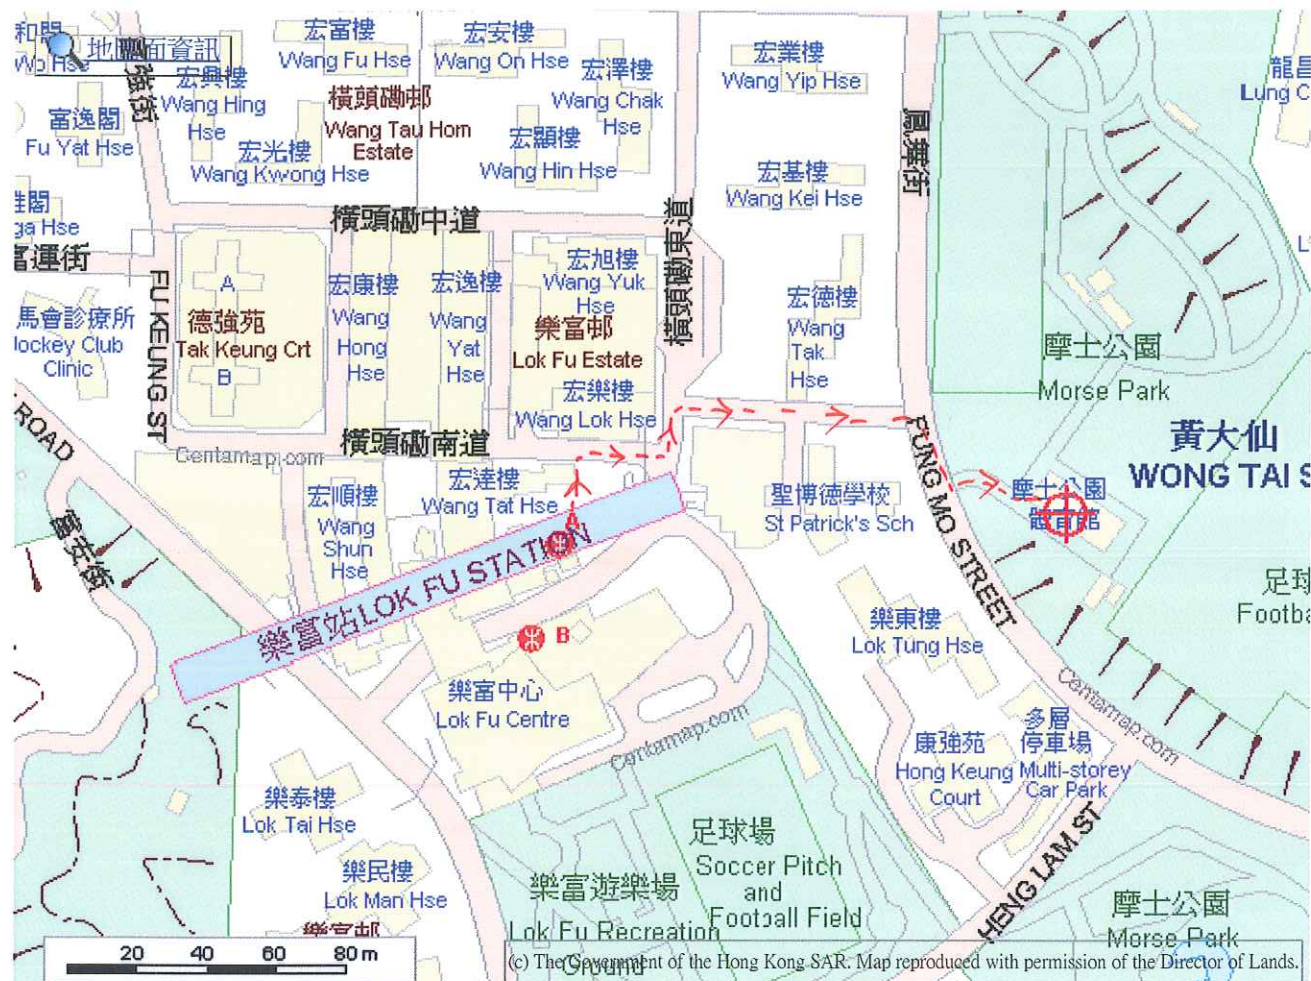 地圖面資訊
宏富樓
Wang Fu Hse
宏安樓
Wang On Hse
宏業樓
Wang Yip Hse
宏興樓
Wang Hing
Hse
橫頭磡邨
Wang Tau Hom
Estate
宏澤樓
Wang Chak
Hse
富逸閣
Fu Yat Hse
宏光樓
Wang Kwong Hse
宏顯樓
Wang Hin Hse
鳳舞街
宏基樓
Wang Kei Hse
橫頭磡中道
橫頭磡東道
富運街
FU KEUNG ST
A
德強苑
Tak Keung Crt
B
宏康樓
Wang
Hong
Hse
宏逸樓
Wang
Yat
Hse
宏旭樓
Wang Yuk
Hse
樂富邨
Lok Fu Estate
宏樂樓
Wang Lok Hse
宏德樓
Wang
Tak
Hse
馬會診療所
Jockey Club
Clinic
摩士公園
Morse Park
黃大仙
WONG TAI S
ROAD
橫頭磡南道
Centamap.com
宏達樓
Wang Tat Hse
宏順樓
Wang
Shun
Hse
聖博德學校
St Patrick's Sch
FUNG MO STREET
摩士公園
體育館
富安街
A
樂富站LOK FU STATION
B
樂東樓
Lok Tung Hse
足球
Footba
樂富中心
Lok Fu Centre
Centamap.com
Centamap.com
康強苑
Hong Keung
Court
多層
停車場
Multi-storey
Car Park
樂泰樓
Lok Tai Hse
樂民樓
Lok Man Hse
樂富邨
足球場
Soccer Pitch
and
Football Field
樂富遊樂場
Lok Fu Recreation
Ground
HENG LAM ST
摩士公園
Morse Park
20 40 60 80 m
(c) The Government of the Hong Kong SAR. Map reproduced with permission of the Director of Lands.